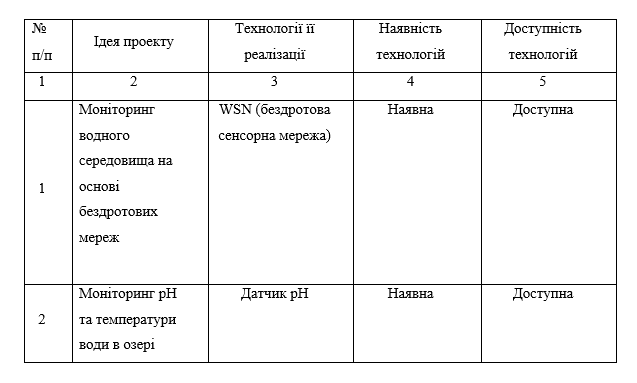 №
п/п
Ідея проекту
Технології її
реалізації
Наявність
технологій
Доступність
технологій
1
2
3
4
5
1
Моніторинг
водного
середовища на
основі
бездротових
мереж
WSN (бездротова
сенсорна мережа)
Наявна
Доступна
2
Моніторинг pH
та температури
води в озері
Датчик pH
Наявна
Доступна